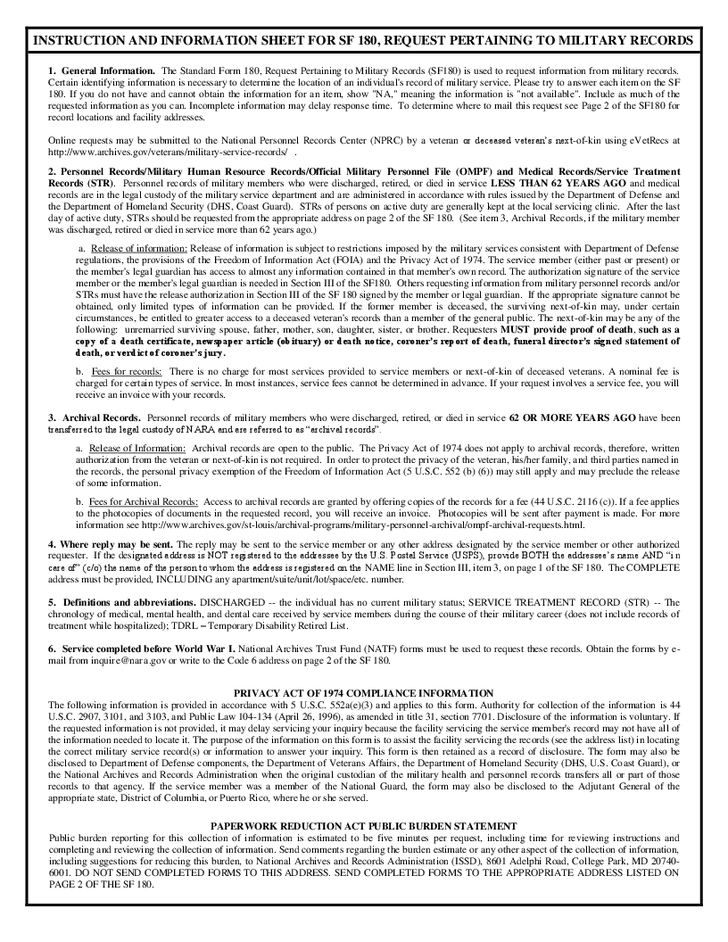 INSTRUCTION AND INFORMATION SHEET FOR SF 180, REQUEST PERTAINING TO MILITARY RECORDS
1. General Information. The Standard Form 180, Request Pertaining to Military Records (SF180) is used to request information from military records.
Certain identifying information is necessary to determine the location of an individual's record of military service. Please try to answer each item on the SF
180. If you do not have and cannot obtain the information for an item, show "NA," meaning the information is "not available". Include as much of the
requested information as you can. Incomplete information may delay response time. To determine where to mail this request see Page 2 of the SF180 for
record locations and facility addresses.
Online requests may be submitted to the National Personnel Records Center (NPRC) by a veteran or deceased veteran's next-of-kin using eVetRecs at
http://www.archives.gov/veterans/military-service-records/ .
2. Personnel Records/Military Human Resource Records/Official Military Personnel File (OMPF) and Medical Records/Service Treatment
Records (STR). Personnel records of military members who were discharged, retired, or died in service LESS THAN 62 YEARS AGO and medical
records are in the legal custody of the military service department and are administered in accordance with rules issued by the Department of Defense and
the Department of Homeland Security (DHS, Coast Guard). STRs of persons on active duty are generally kept at the local servicing clinic. After the last
day of active duty, STRs should be requested from the appropriate address on page 2 of the SF 180. (See item 3, Archival Records, if the military member
was discharged, retired or died in service more than 62 years ago.)
a. Release of information: Release of information is subject to restrictions imposed by the military services consistent with Department of Defense
regulations, the provisions of the Freedom of Information Act (FOIA) and the Privacy Act of 1974. The service member (either past or present) or
the member's legal guardian has access to almost any information contained in that member's own record. The authorization signature of the service
member or the member's legal guardian is needed in Section III of the SF180. Others requesting information from military personnel records and/or
STRs must have the release authorization in Section III of the SF 180 signed by the member or legal guardian. If the appropriate signature cannot be
obtained, only limited types of information can be provided. If the former member is deceased, the surviving next-of-kin may, under certain
circumstances, be entitled to greater access to a deceased veteran's records than a member of the general public. The next-of-kin may be any of the
following: unremarried surviving spouse, father, mother, son, daughter, sister, or brother. Requesters MUST provide proof of death, such as a
copy of a death certificate, newspaper article (obituary) or death notice, coroner's report of death, funeral director's signed statement of
death, or verdict of coroner's jury.
b. Fees for records: There is no charge for most services provided to service members or next-of-kin of deceased veterans. A nominal fee is
charged for certain types of service. In most instances, service fees cannot be determined in advance. If your request involves a service fee, you will
receive an invoice with your records.
3. Archival Records. Personnel records of military members who were discharged, retired, or died in service 62 OR MORE YEARS AGO have been
transferred to the legal custody of NARA and are referred to as "archival records".
a. Release of Information: Archival records are open to the public. The Privacy Act of 1974 does not apply to archival records, therefore, written
authorization from the veteran or next-of-kin is not required. In order to protect the privacy of the veteran, his/her family, and third parties named in
the records, the personal privacy exemption of the Freedom of Information Act (5 U.S.C. 552 (b) (6)) may still apply and may preclude the release
of some information.
b. Fees for Archival Records: Access to archival records are granted by offering copies of the records for a fee (44 U.S.C. 2116 (c)). If a fee applies
to the photocopies of documents in the requested record, you will receive an invoice. Photocopies will be sent after payment is made. For more
information see http://www.archives.gov/st-louis/archival-programs/military-personnel-archival/ompf-archival-requests.html.
4. Where reply may be sent. The reply may be sent to the service member or any other address designated by the service member or other authorized
requester. If the designated address is NOT registered to the addressee by the U.S. Postal Service (USPS), provide BOTH the addressee's name AND "in
care of" (c/o) the name of the person to whom the address is registered on the NAME line in Section III, item 3, on page 1 of the SF 180. The COMPLETE
address must be provided, INCLUDING any apartment/suite/unit/lot/space/etc. number.
5. Definitions and abbreviations. DISCHARGED -- the individual has no current military status; SERVICE TREATMENT RECORD (STR) -- The
chronology of medical, mental health, and dental care received by service members during the course of their military career (does not include records of
treatment while hospitalized); TDRL – Temporary Disability Retired List.
6. Service completed before World War I. National Archives Trust Fund (NATF) forms must be used to request these records. Obtain the forms by e-
mail from inquire@nara.gov or write to the Code 6 address on page 2 of the SF 180.
PRIVACY ACT OF 1974 COMPLIANCE INFORMATION
The following information is provided in accordance with 5 U.S.C. 552a(e)(3) and applies to this form. Authority for collection of the information is 44
U.S.C. 2907, 3101, and 3103, and Public Law 104-134 (April 26, 1996), as amended in title 31, section 7701. Disclosure of the information is voluntary. If
the requested information is not provided, it may delay servicing your inquiry because the facility servicing the service member's record may not have all of
the information needed to locate it. The purpose of the information on this form is to assist the facility servicing the records (see the address list) in locating
the correct military service record(s) or information to answer your inquiry. This form is then retained as a record of disclosure. The form may also be
disclosed to Department of Defense components, the Department of Veterans Affairs, the Department of Homeland Security (DHS, U.S. Coast Guard), or
the National Archives and Records Administration when the original custodian of the military health and personnel records transfers all or part of those
records to that agency. If the service member was a member of the National Guard, the form may also be disclosed to the Adjutant General of the
appropriate state, District of Columbia, or Puerto Rico, where he or she served.
PAPERWORK REDUCTION ACT PUBLIC BURDEN STATEMENT
Public burden reporting for this collection of information is estimated to be five minutes per request, including time for reviewing instructions and
completing and reviewing the collection of information. Send comments regarding the burden estimate or any other aspect of the collection of information,
including suggestions for reducing this burden, to National Archives and Records Administration (ISSD), 8601 Adelphi Road, College Park, MD 20740-
6001. DO NOT SEND COMPLETED FORMS TO THIS ADDRESS. SEND COMPLETED FORMS TO THE APPROPRIATE ADDRESS LISTED ON
PAGE 2 OF THE SF 180.